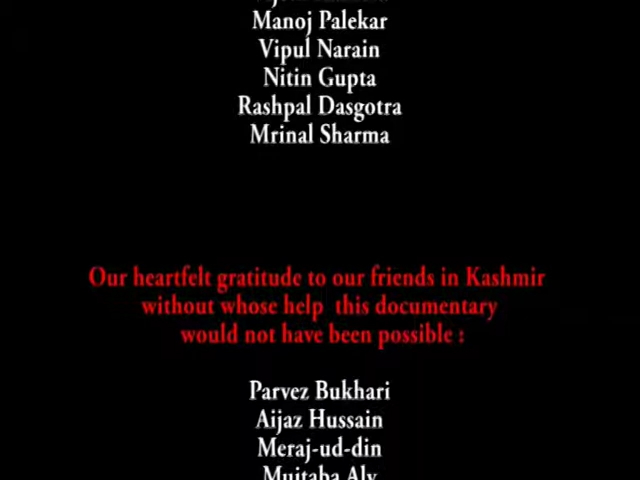 Manoj Palekar
Vipul Narain
Nitin Gupta
Rashpal Dasgotra
Mrinal Sharma
Our heartfelt gratitude to our friends in Kashmir
without whose help this documentary
would not have been possible :
Parvez Bukhari
Aijaz Hussain
Meraj-ud-din
Mujtaba Aly